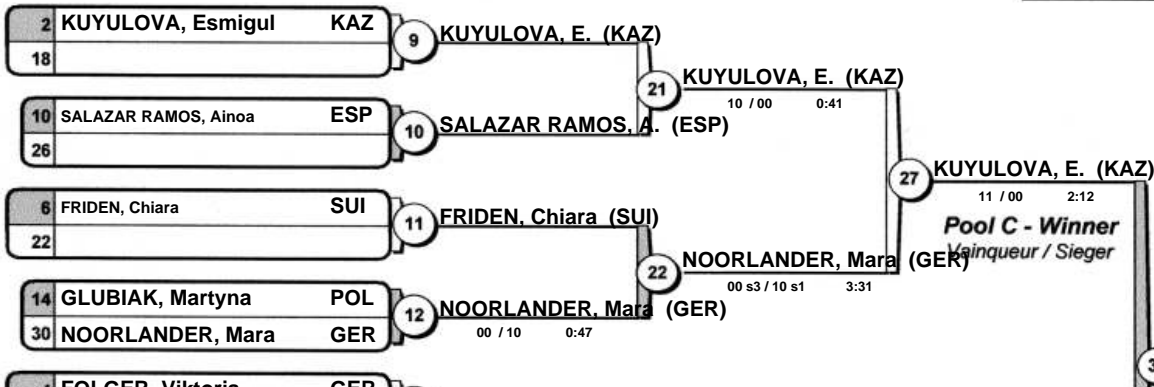 2 KUYULOVA, Esmigul KAZ
18
9
KUYULOVA, E. (KAZ)
10 SALAZAR RAMOS, Ainoa ESP
26
10
SALAZAR RAMOS, A. (ESP)
21
KUYULOVA, E. (KAZ)
10 / 00 0:41
6 FRIDEN, Chiara SUI
22
11
FRIDEN, Chiara (SUI)
14 GLUBIAK, Martyna POL
30 NOORLANDER, Mara GER
12
NOORLANDER, Mara (GER)
00 / 10 0:47
22
NOORLANDER, Mara (GER)
00 s3 / 10 s1 3:31
27
KUYULOVA, E. (KAZ)
11 / 00 2:12
Pool C - Winner
Vainqueur / Sieger
FOLGER, Viktoria GER